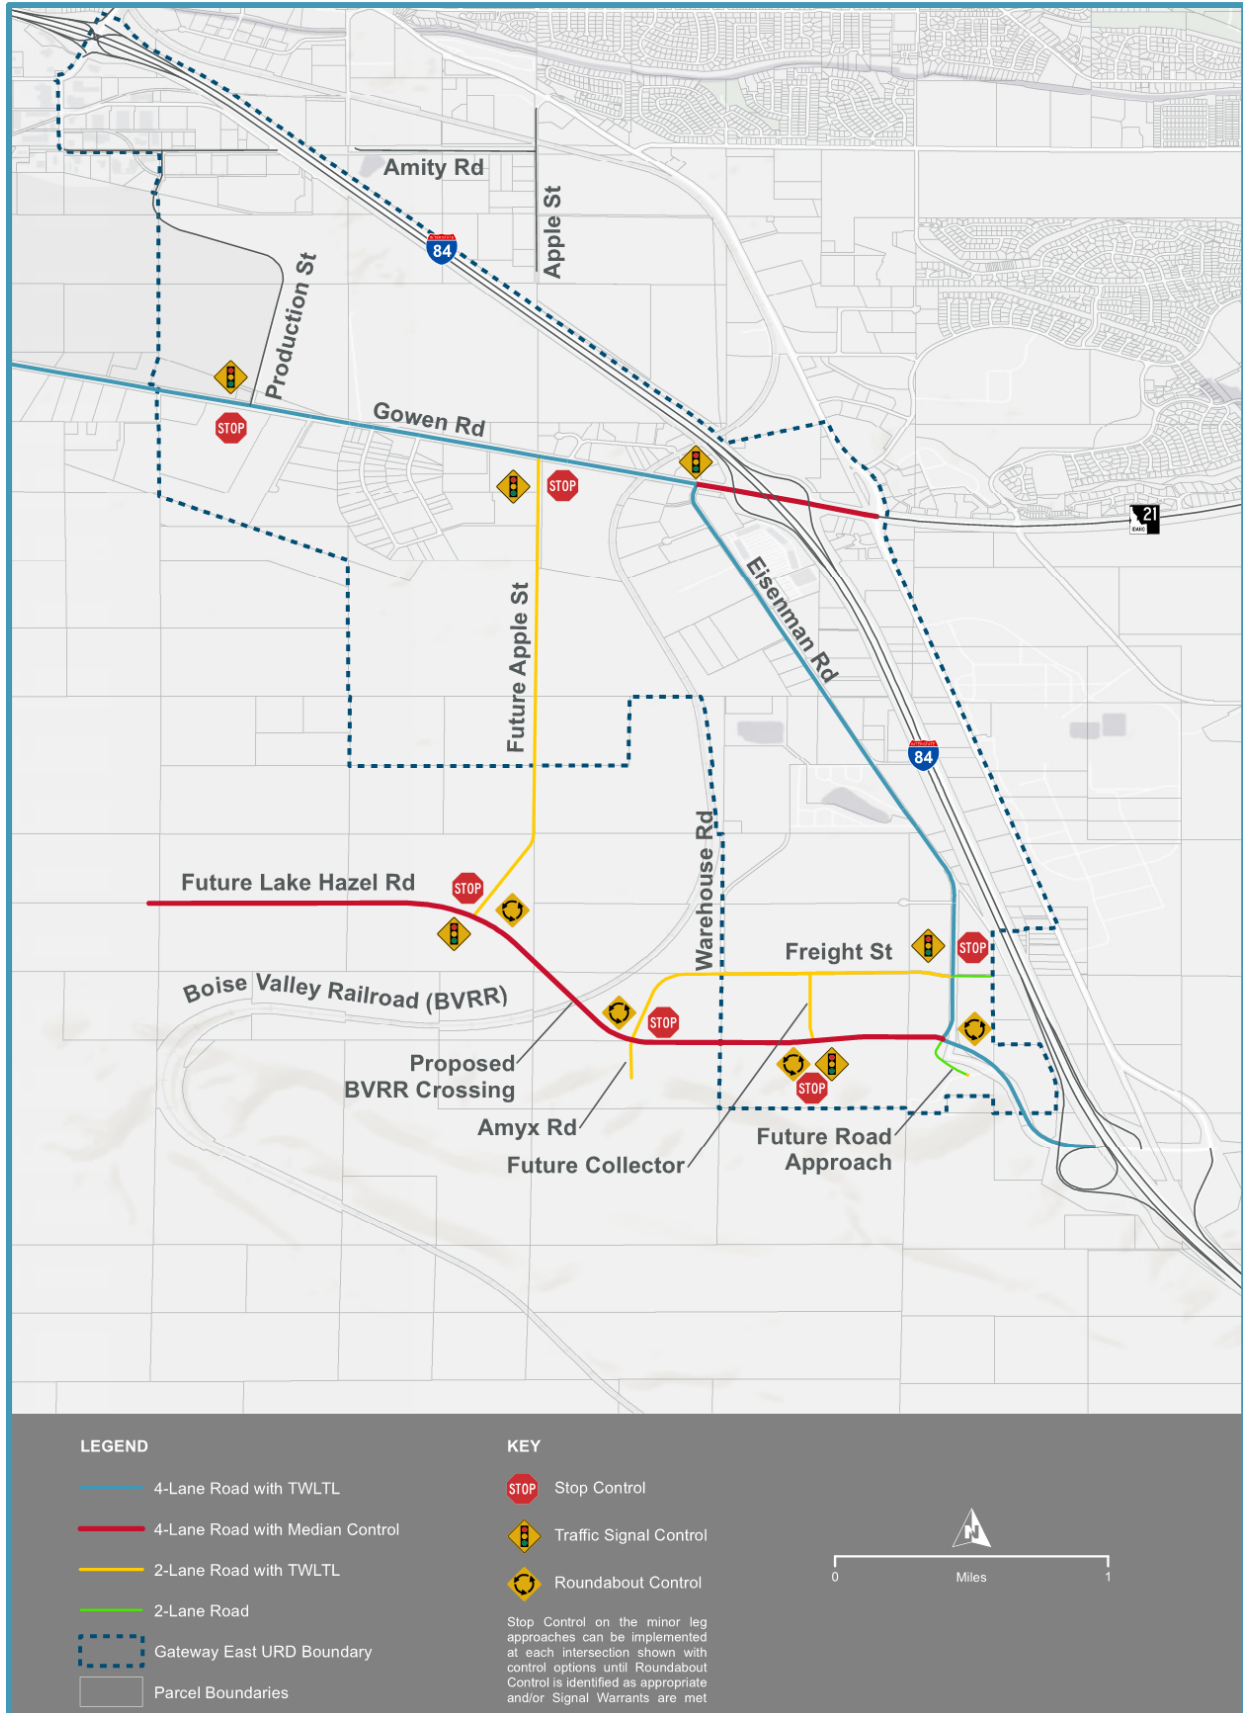 Amity Rd
Apple St
84
Production St
Gowen Rd
STOP
STOP
21
IDAHO
Eisenman Rd
Future Apple St
84
Warehouse Rd
Future Lake Hazel Rd
STOP
Freight St
STOP
Boise Valley Railroad (BVRR)
STOP
Proposed
BVRR Crossing
STOP
Amyx Rd
Future Road
Approach
Future Collector
LEGEND
4-Lane Road with TWLTL
4-Lane Road with Median Control
2-Lane Road with TWLTL
2-Lane Road
Gateway East URD Boundary
Parcel Boundaries
KEY
STOP Stop Control
Traffic Signal Control
Roundabout Control
Stop Control on the minor leg
approaches can be implemented
at each intersection shown with
control options until Roundabout
Control is identified as appropriate
and/or Signal Warrants are met
N
0 Miles 1